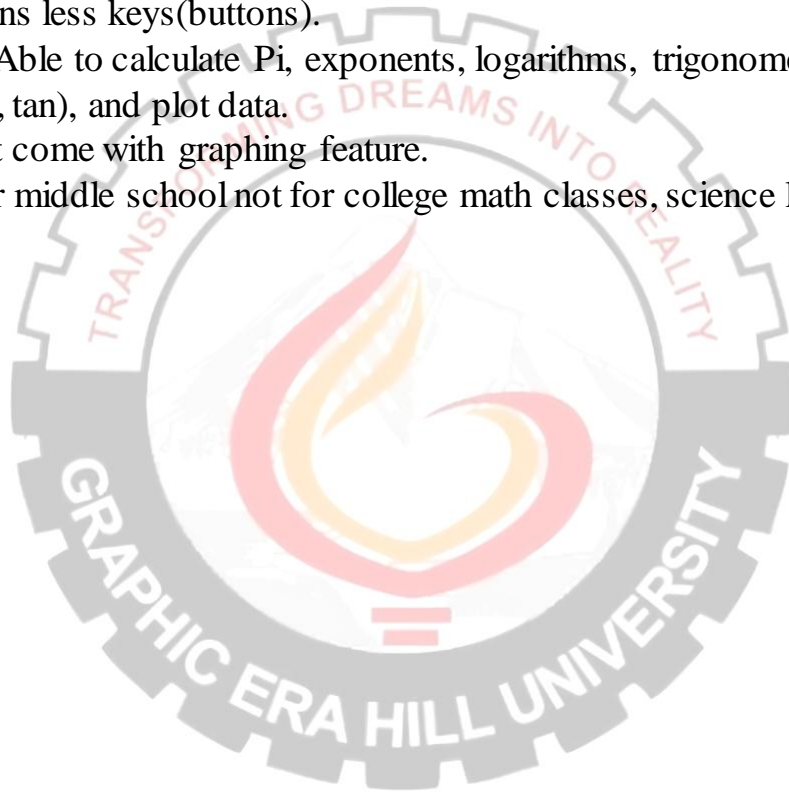 ns less keys(buttons).
Able to calculate Pi, exponents, logarithms, trigonome
, tan), and plot data.
t come with graphing feature.
r middle school not for college math classes, science l
TRANSFORMING DREAMS INTO REALITY
GRAPHIC ERA HILL UNIVERSITY